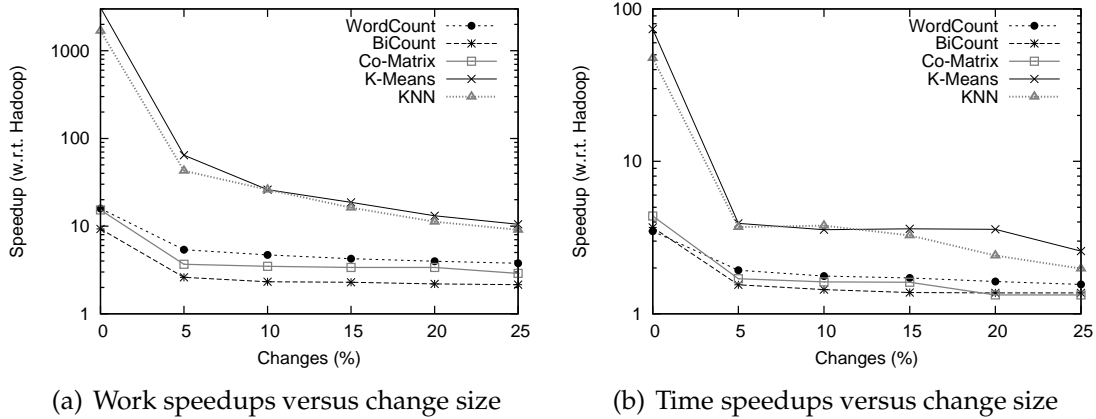 1000
100
10
1
Speedup (w.r.t. Hadoop)
WordCount
BiCount
Co-Matrix
K-Means
KNN
0 5 10 15 20 25
Changes (%)
(a) Work speedups versus change size
100
10
1
Speedup (w.r.t. Hadoop)
WordCount
BiCount
Co-Matrix
K-Means
KNN
0 5 10 15 20 25
Changes (%)
(b) Time speedups versus change size